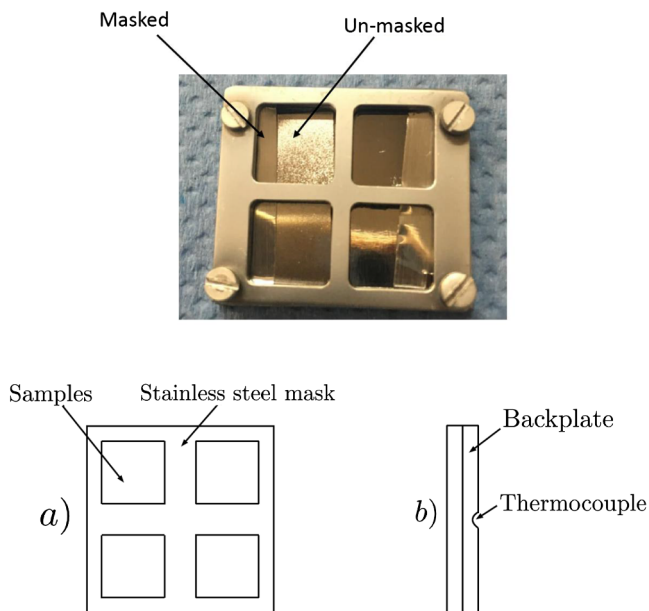 Masked
Un-masked
Samples
Stainless steel mask
a)
b)
Backplate
Thermocouple